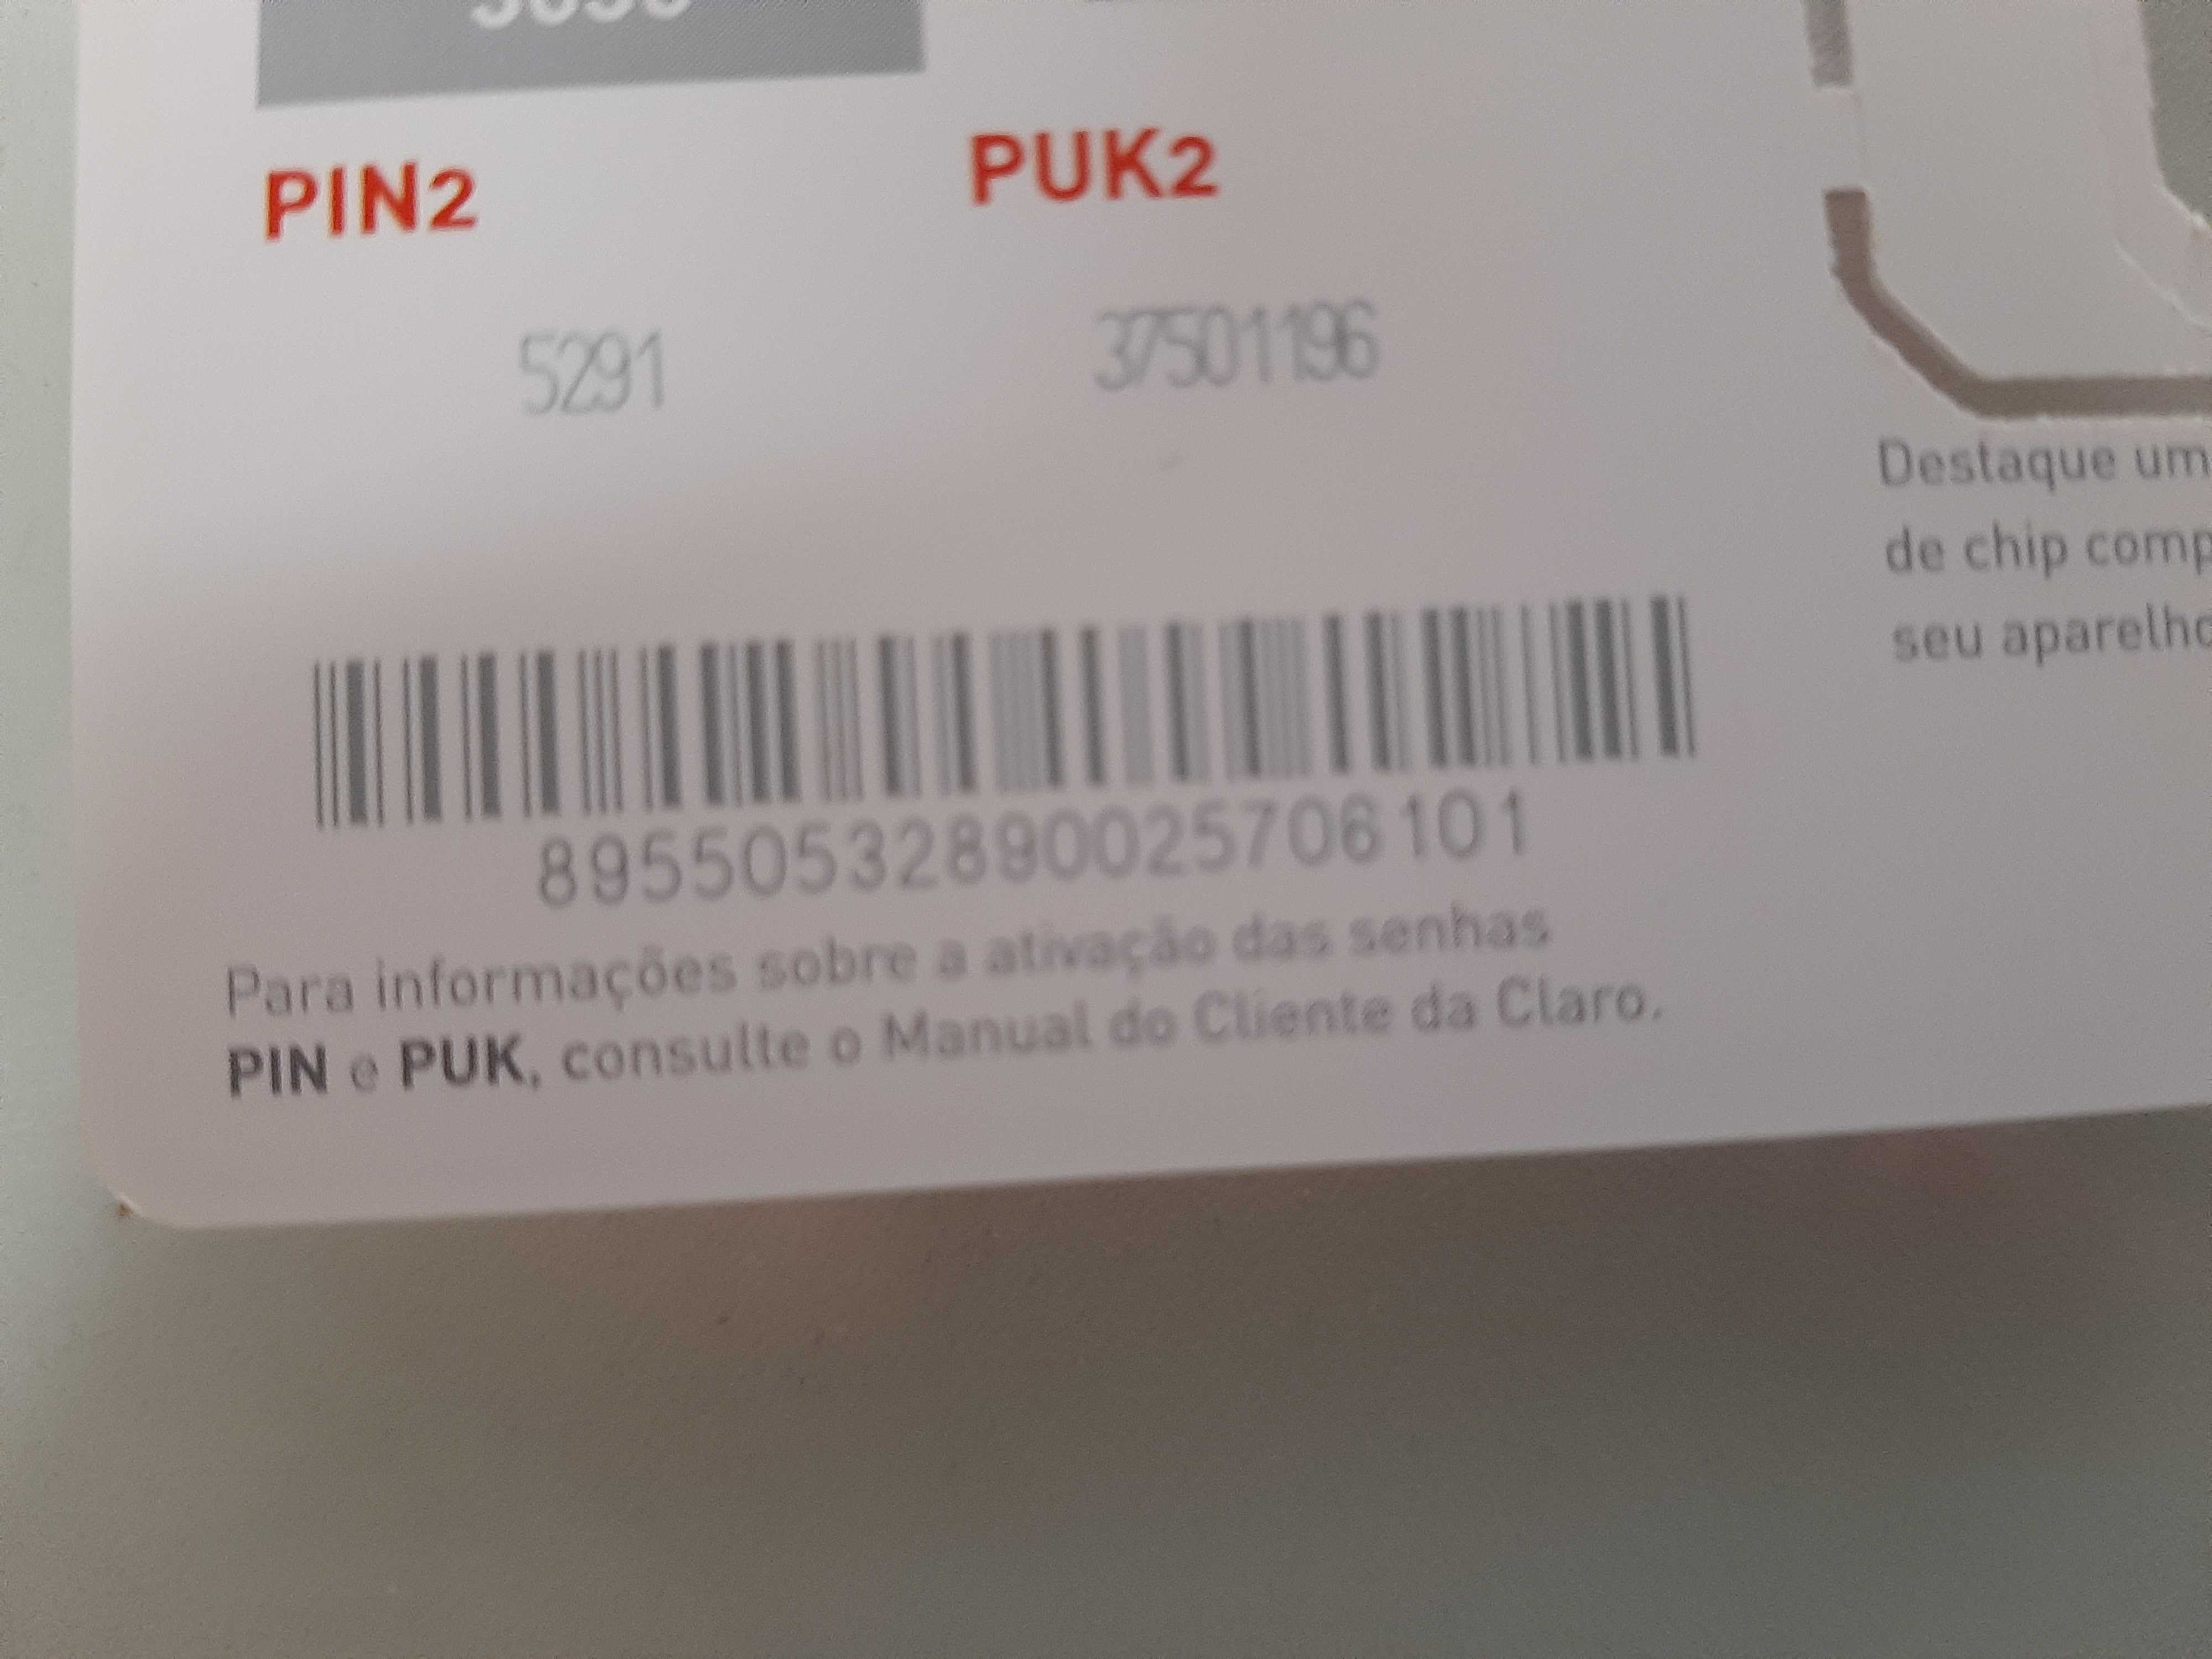 PIN2 PUK2
5291 37501196
Destaque um
de chip comp
seu aparelho
89550532890025706101
Para informações sobre a ativação das senhas
PIN e PUK, consulte o Manual do Cliente da Claro.